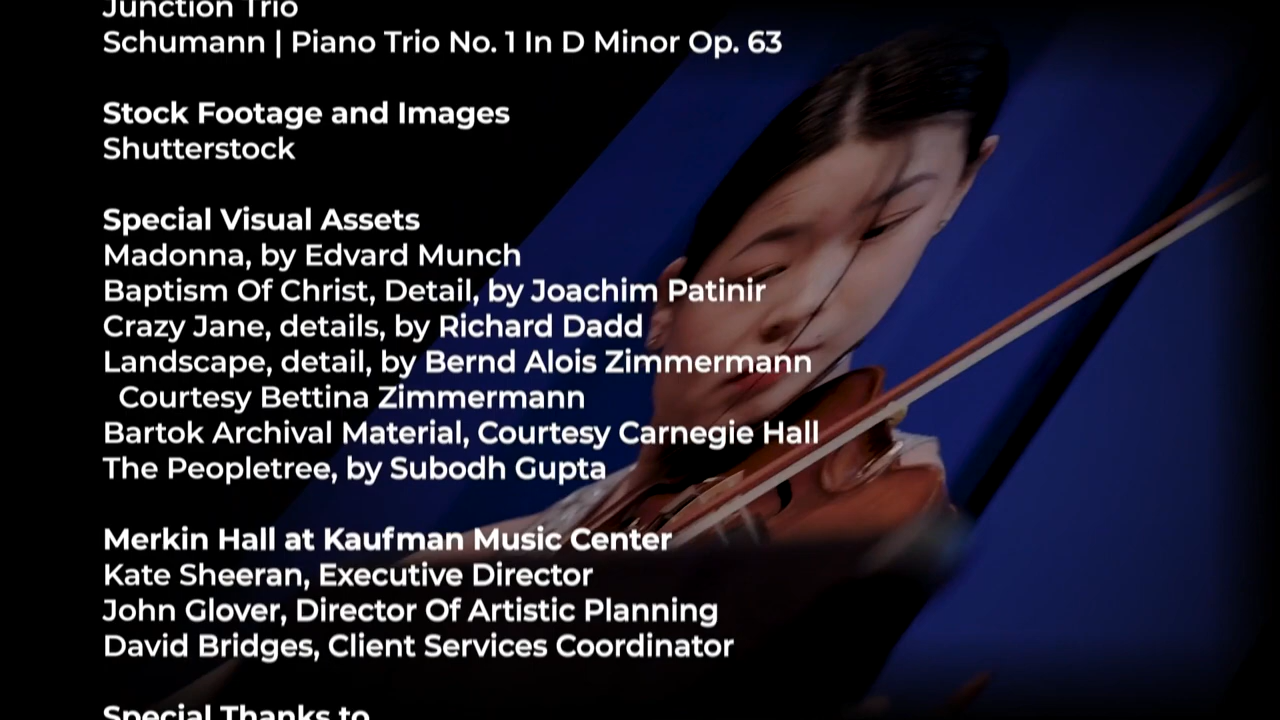 Junction Trio
Schumann | Piano Trio No. 1 In D Minor Op. 63
Stock Footage and Images
Shutterstock
Special Visual Assets
Madonna, by Edvard Munch
Baptism Of Christ, Detail, by Joachim Patinir
Crazy Jane, details, by Richard Dadd
Landscape, detail, by Bernd Alois Zimmermann
Courtesy Bettina Zimmermann
Bartok Archival Material, Courtesy Carnegie Hall
The Peopletree, by Subodh Gupta
Merkin Hall at Kaufman Music Center
Kate Sheeran, Executive Director
John Glover, Director Of Artistic Planning
David Bridges, Client Services Coordinator
Special Thanks to